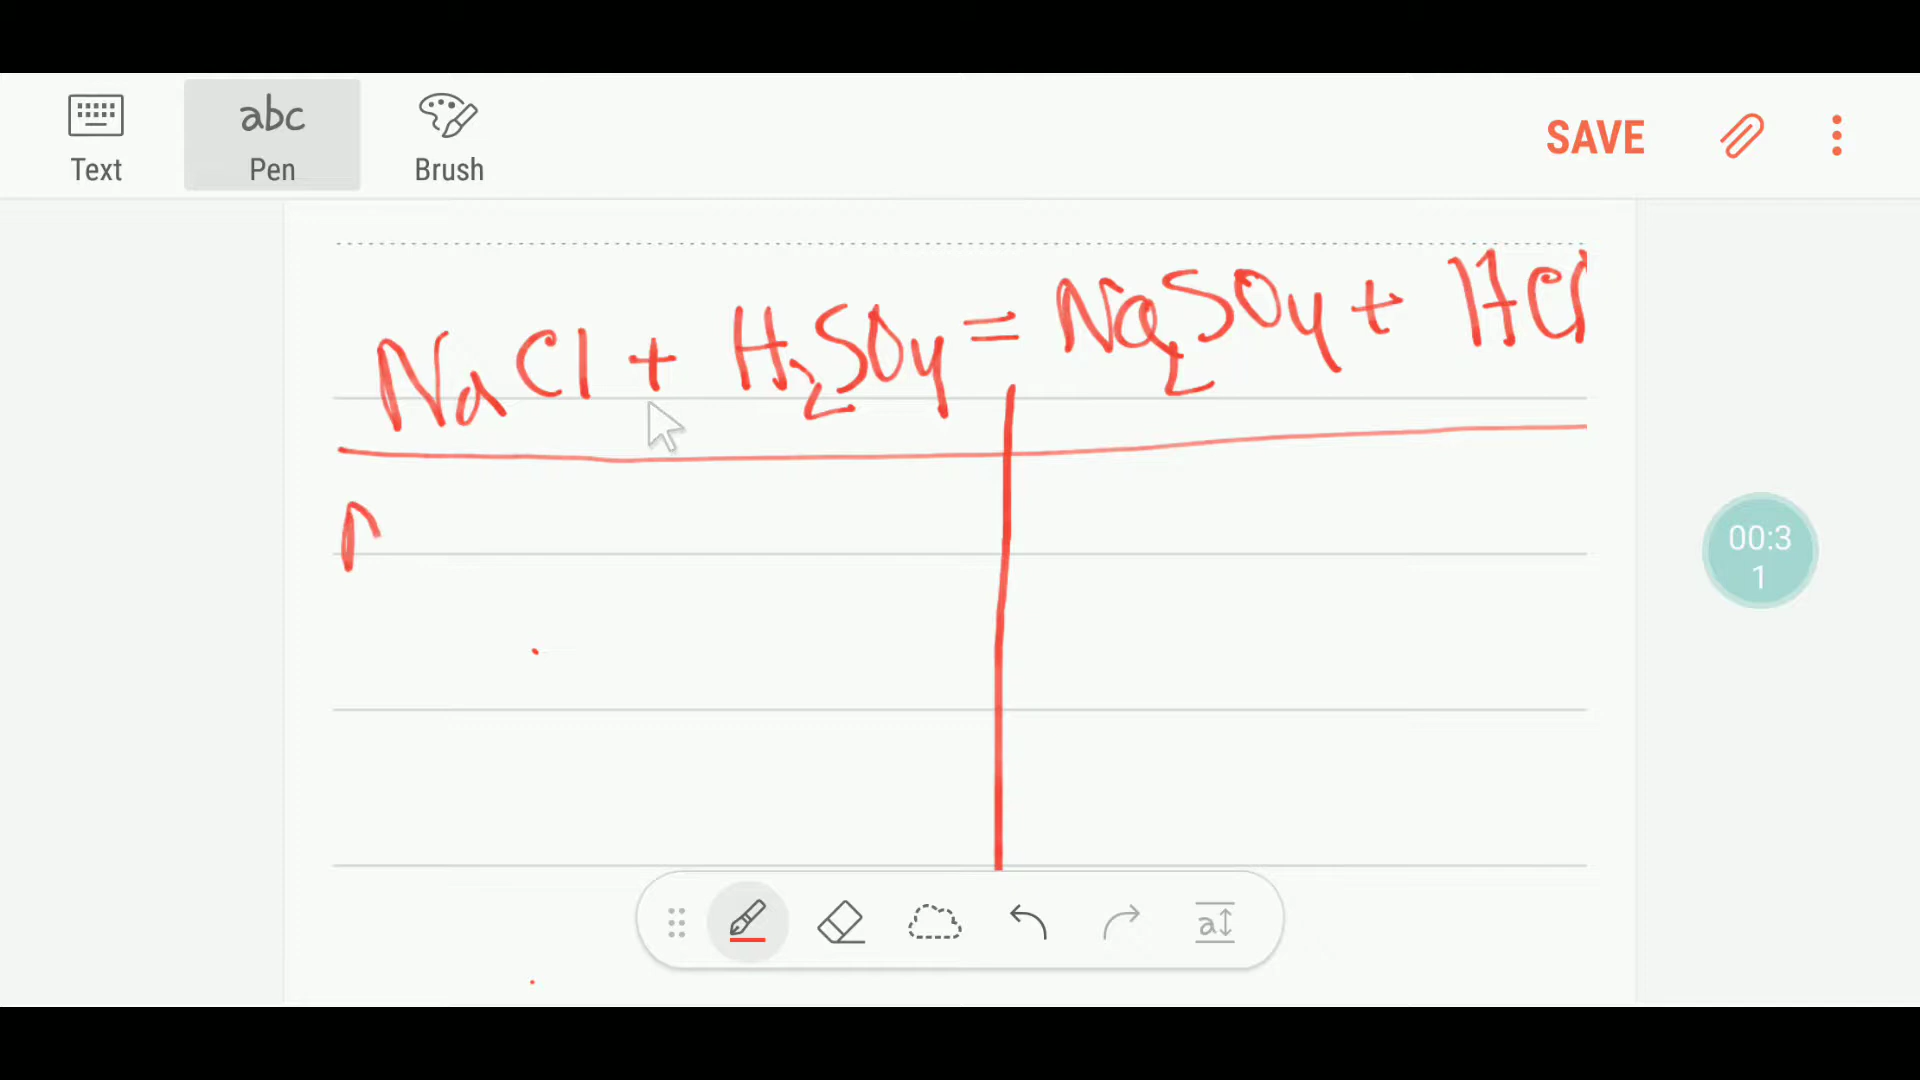 Text
abc
Pen
Brush
SAVE
NaCl + H2SO4 = Na2SO4 + HCl
00:3
1
a